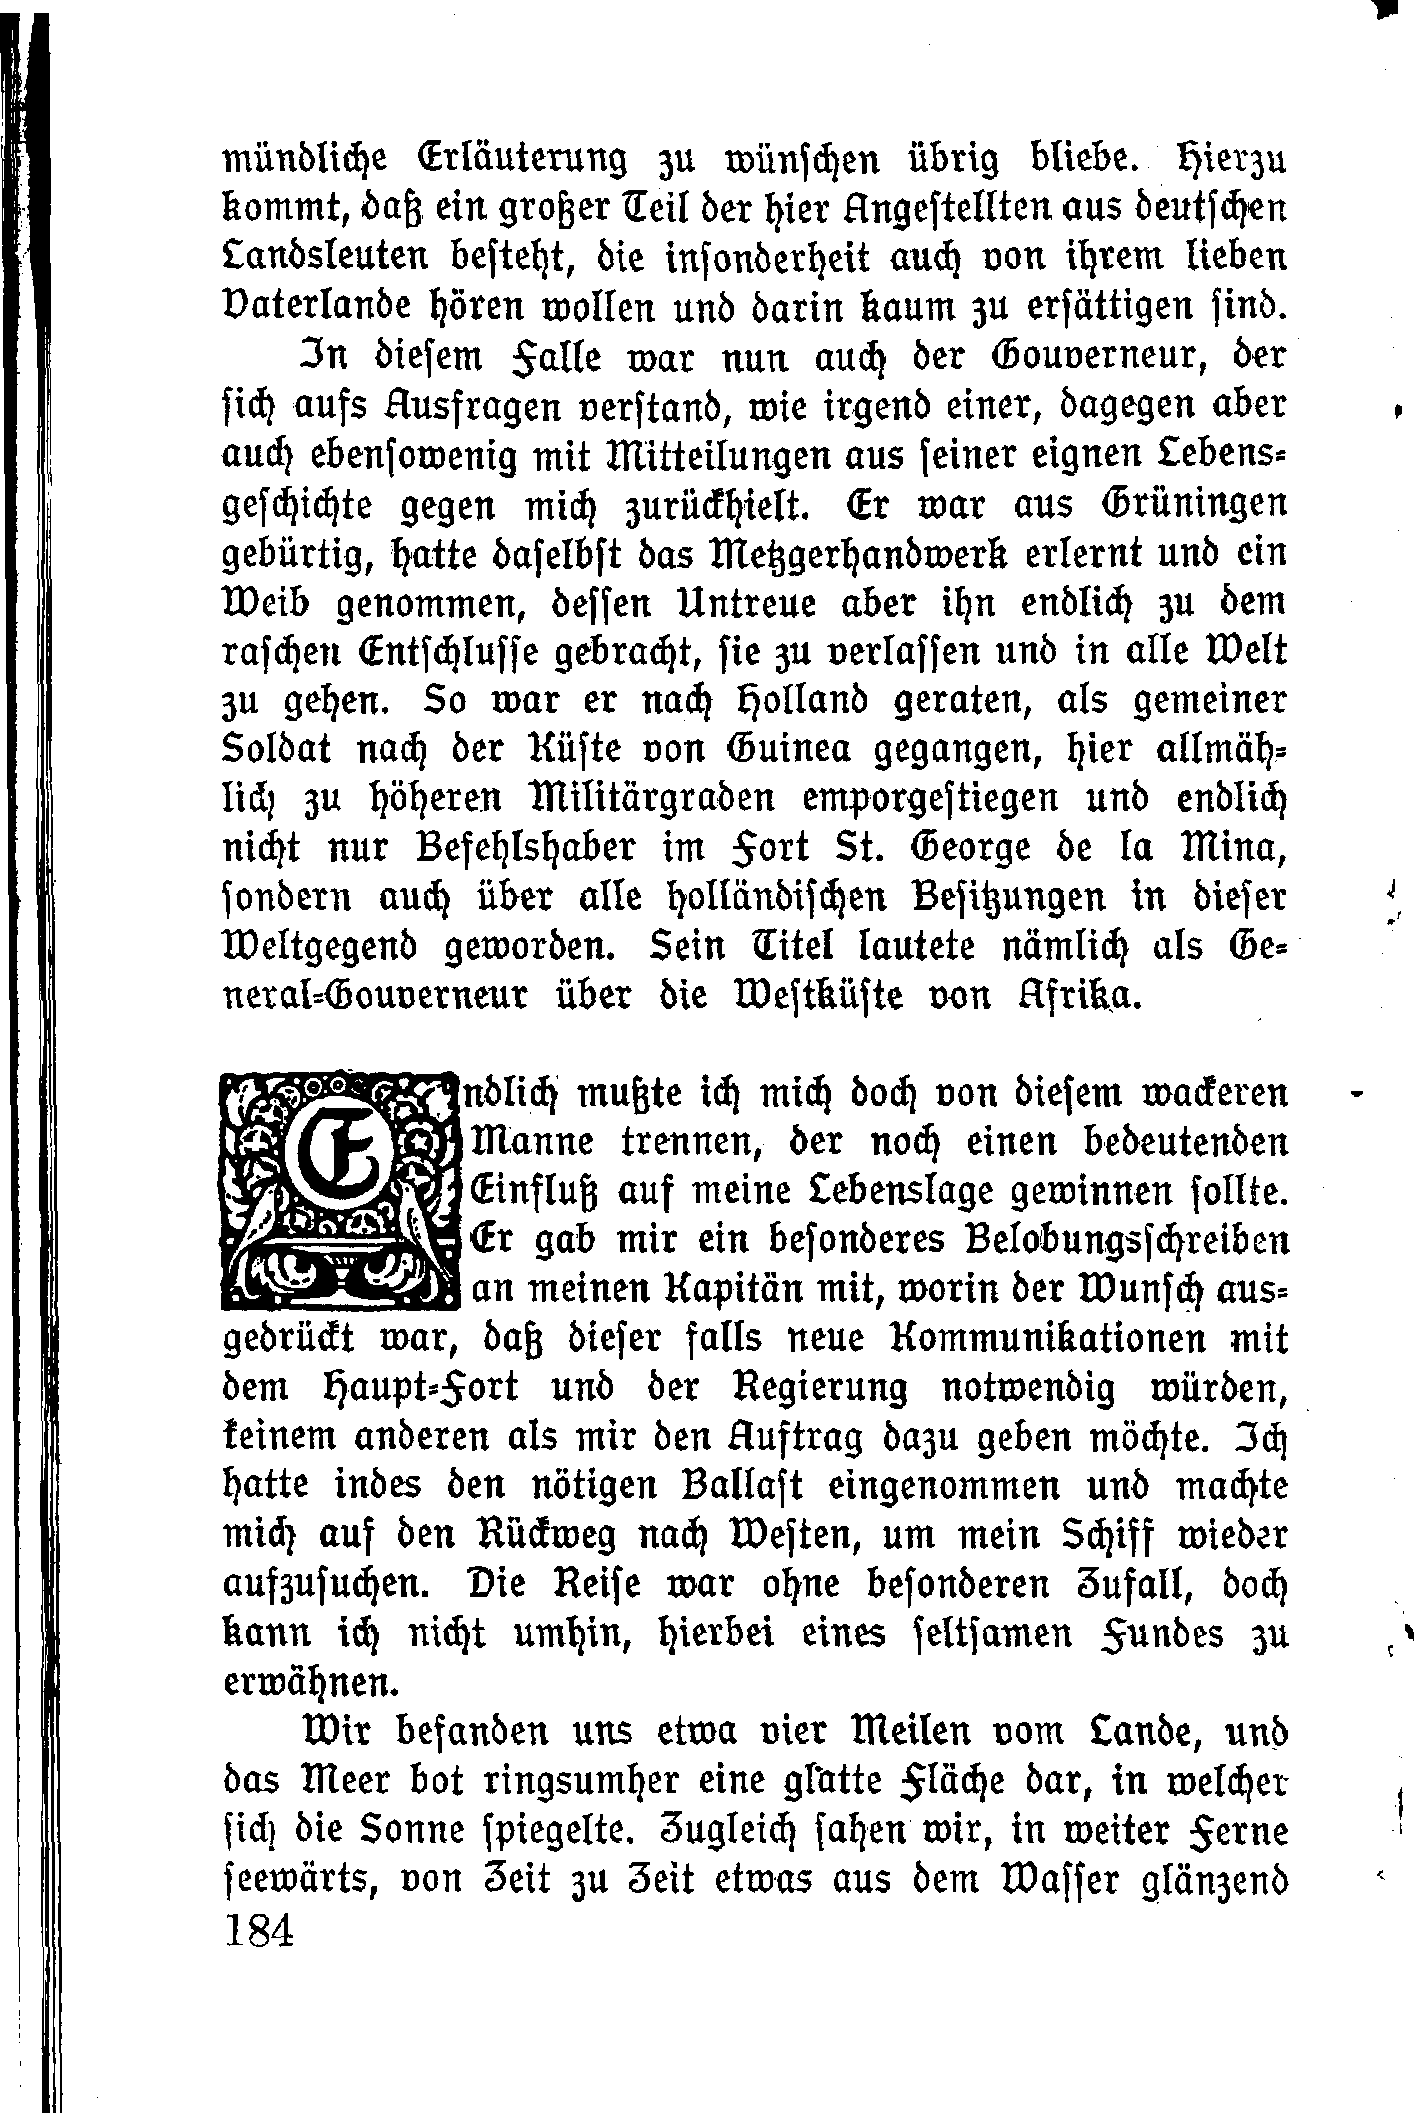 mündliche Erläuterung zu wünschen übrig bliebe. Hierzu
kommt, daß ein großer Teil der hier Angestellten aus deutschen
Landsleuten besteht, die insonderheit auch von ihrem lieben
Vaterlande hören wollen und darin kaum zu ersättigen sind.
In diesem Falle war nun auch der Gouverneur, der
sich aufs Ausfragen verstand, wie irgend einer, dagegen aber
auch ebensowenig mit Mitteilungen aus seiner eignen Lebens-
geschichte gegen mich zurückhielt. Er war aus Grüningen
gebürtig, hatte daselbst das Metzgerhandwerk erlernt und ein
Weib genommen, dessen Untreue aber ihn endlich zu dem
raschen Entschlusse gebracht, sie zu verlassen und in alle Welt
zu gehen. So war er nach Holland geraten, als gemeiner
Soldat nach der Küste von Guinea gegangen, hier allmäh-
lich zu höheren Militärgraden emporgestiegen und endlich
nicht nur Befehlshaber im Fort St. George de la Mina,
sondern auch über alle holländischen Besitzungen in dieser
Weltgegend geworden. Sein Titel lautete nämlich als Ge-
neral-Gouverneur über die Westküste von Afrika.
Endlich mußte ich mich doch von diesem wackeren
Manne trennen, der noch einen bedeutenden
Einfluß auf meine Lebenslage gewinnen sollte.
Er gab mir ein besonderes Belobungsschreiben
an meinen Kapitän mit, worin der Wunsch aus-
gedrückt war, daß dieser falls neue Kommunikationen mit
dem Haupt-Fort und der Regierung notwendig würden,
keinem anderen als mir den Auftrag dazu geben möchte. Ich
hatte indes den nötigen Ballast eingenommen und machte
mich auf den Rückweg nach Westen, um mein Schiff wieder
aufzusuchen. Die Reise war ohne besonderen Zufall, doch
kann ich nicht umhin, hierbei eines seltsamen Fundes zu
erwähnen.
Wir befanden uns etwa vier Meilen vom Lande, und
das Meer bot ringsumher eine glatte Fläche dar, in welcher
sich die Sonne spiegelte. Zugleich sahen wir, in weiter Ferne
seewärts, von Zeit zu Zeit etwas aus dem Wasser glänzend
184